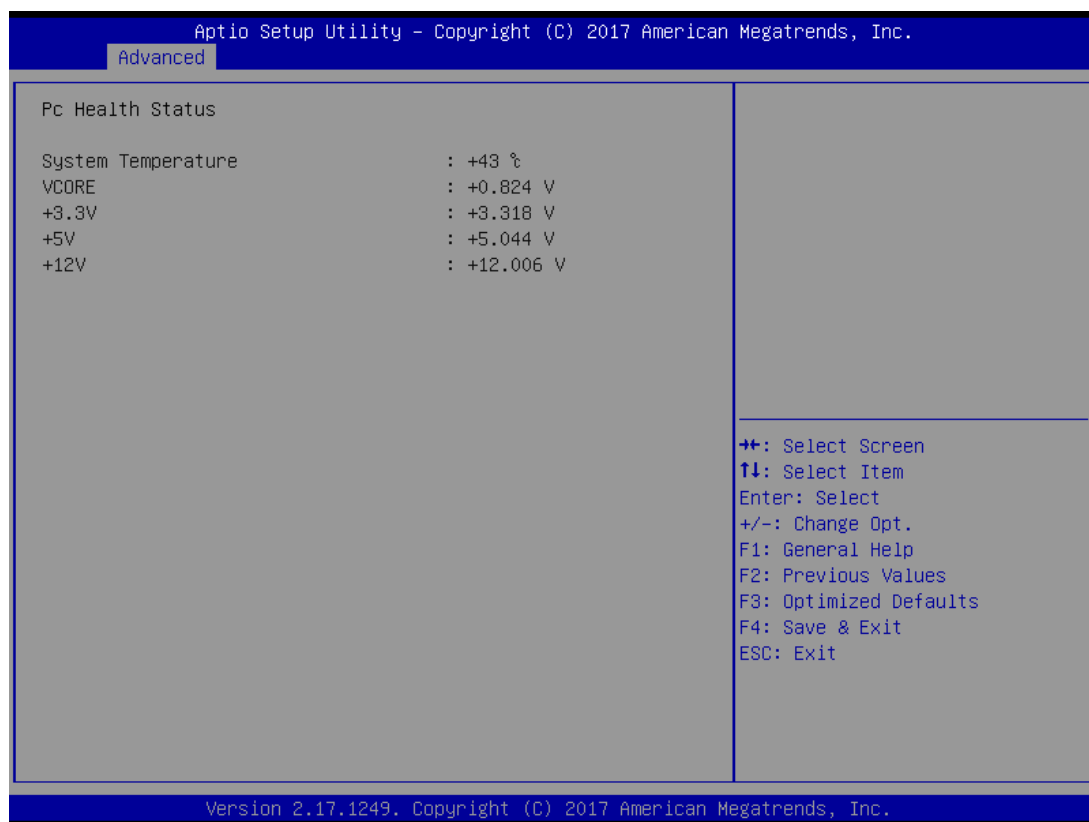 Aptio Setup Utility – Copyright (C) 2017 American Megatrends, Inc.
Advanced
Pc Health Status
System Temperature : +43 ℃
VCORE : +0.824 V
+3.3V : +3.318 V
+5V : +5.044 V
+12V : +12.006 V
→←: Select Screen
↑↓: Select Item
Enter: Select
+/-: Change Opt.
F1: General Help
F2: Previous Values
F3: Optimized Defaults
F4: Save & Exit
ESC: Exit
Version 2.17.1249. Copyright (C) 2017 American Megatrends, Inc.